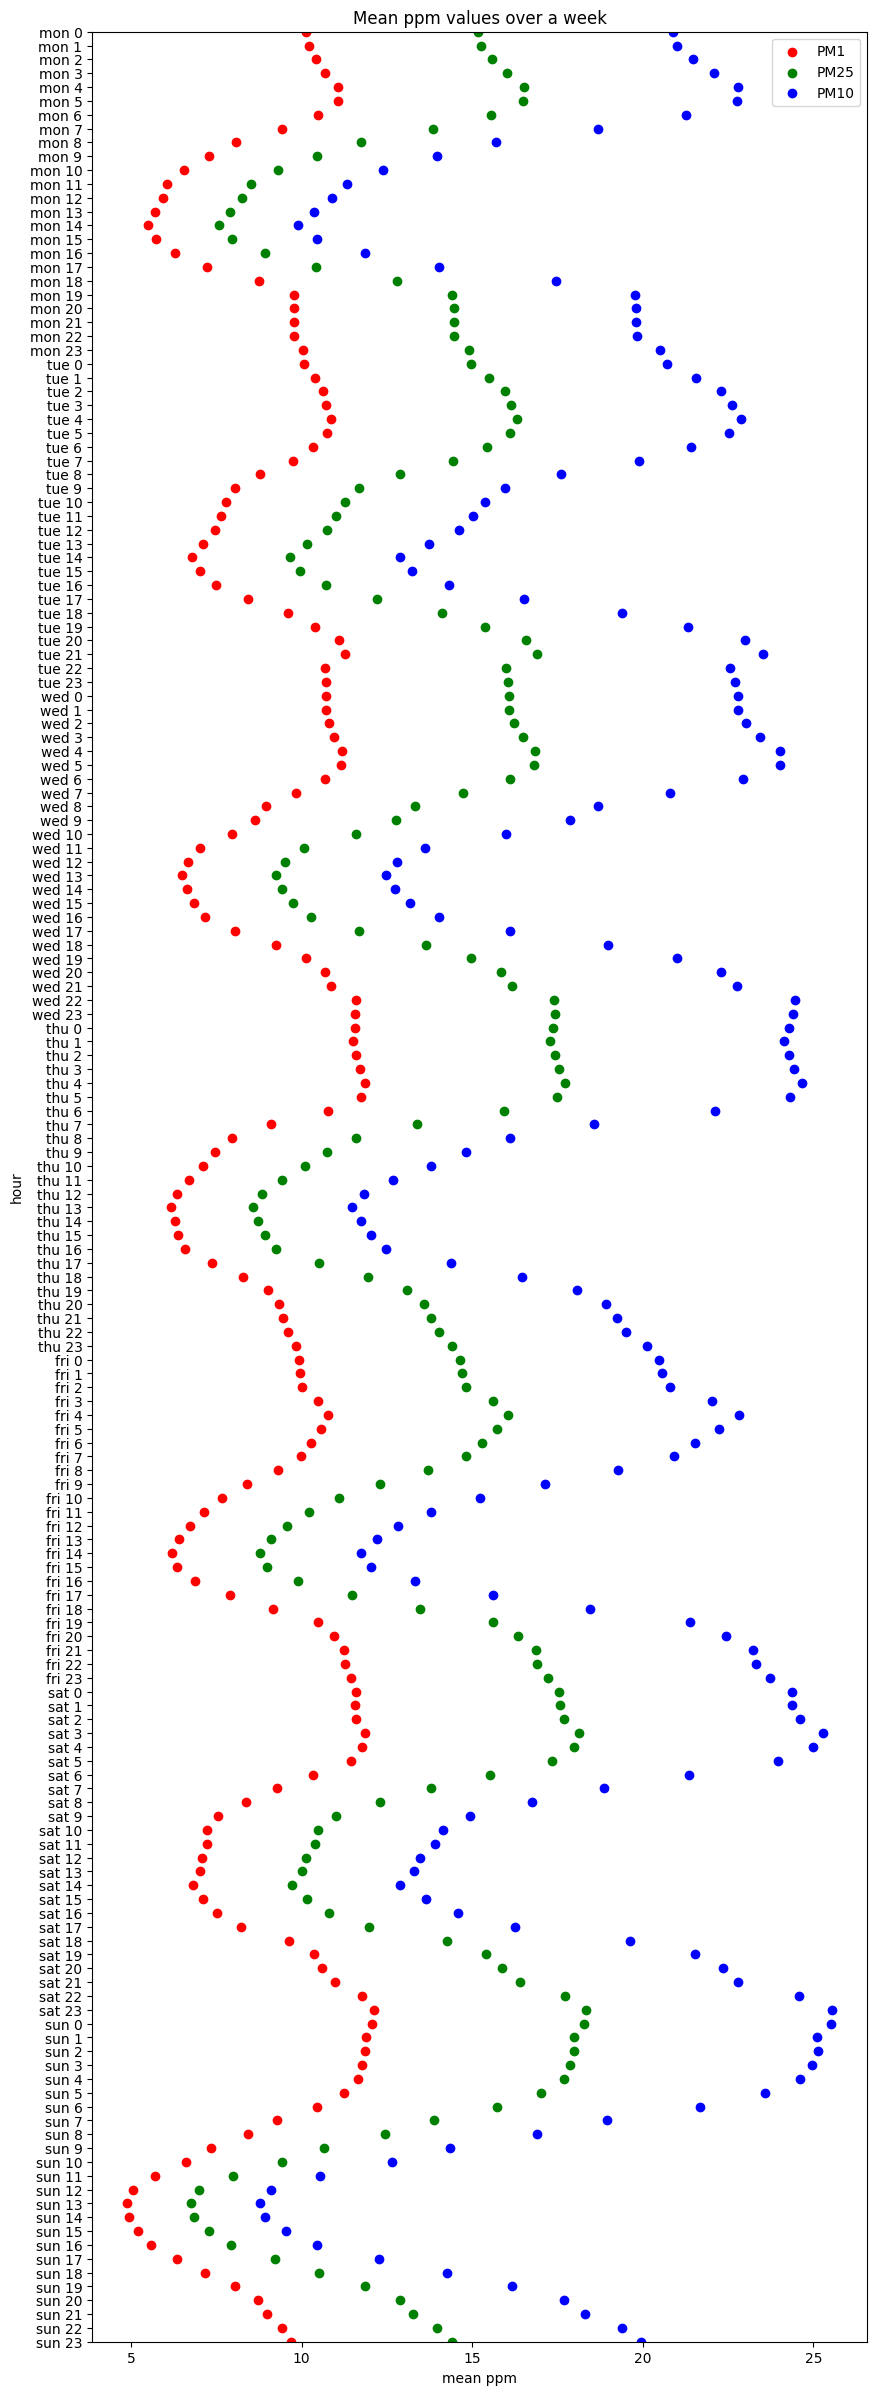 Mean ppm values over a week
PM1
PM25
PM10
mon 0
mon 1
mon 2
mon 3
mon 4
mon 5
mon 6
mon 7
mon 8
mon 9
mon 10
mon 11
mon 12
mon 13
mon 14
mon 15
mon 16
mon 17
mon 18
mon 19
mon 20
mon 21
mon 22
mon 23
tue 0
tue 1
tue 2
tue 3
tue 4
tue 5
tue 6
tue 7
tue 8
tue 9
tue 10
tue 11
tue 12
tue 13
tue 14
tue 15
tue 16
tue 17
tue 18
tue 19
tue 20
tue 21
tue 22
tue 23
wed 0
wed 1
wed 2
wed 3
wed 4
wed 5
wed 6
wed 7
wed 8
wed 9
wed 10
wed 11
wed 12
wed 13
wed 14
wed 15
wed 16
wed 17
wed 18
wed 19
wed 20
wed 21
wed 22
wed 23
thu 0
thu 1
thu 2
thu 3
thu 4
thu 5
thu 6
thu 7
thu 8
thu 9
thu 10
thu 11
thu 12
thu 13
thu 14
thu 15
thu 16
thu 17
thu 18
thu 19
thu 20
thu 21
thu 22
thu 23
fri 0
fri 1
fri 2
fri 3
fri 4
fri 5
fri 6
fri 7
fri 8
fri 9
fri 10
fri 11
fri 12
fri 13
fri 14
fri 15
fri 16
fri 17
fri 18
fri 19
fri 20
fri 21
fri 22
fri 23
sat 0
sat 1
sat 2
sat 3
sat 4
sat 5
sat 6
sat 7
sat 8
sat 9
sat 10
sat 11
sat 12
sat 13
sat 14
sat 15
sat 16
sat 17
sat 18
sat 19
sat 20
sat 21
sat 22
sat 23
sun 0
sun 1
sun 2
sun 3
sun 4
sun 5
sun 6
sun 7
sun 8
sun 9
sun 10
sun 11
sun 12
sun 13
sun 14
sun 15
sun 16
sun 17
sun 18
sun 19
sun 20
sun 21
sun 22
sun 23
hour
5 10 15 20 25
mean ppm